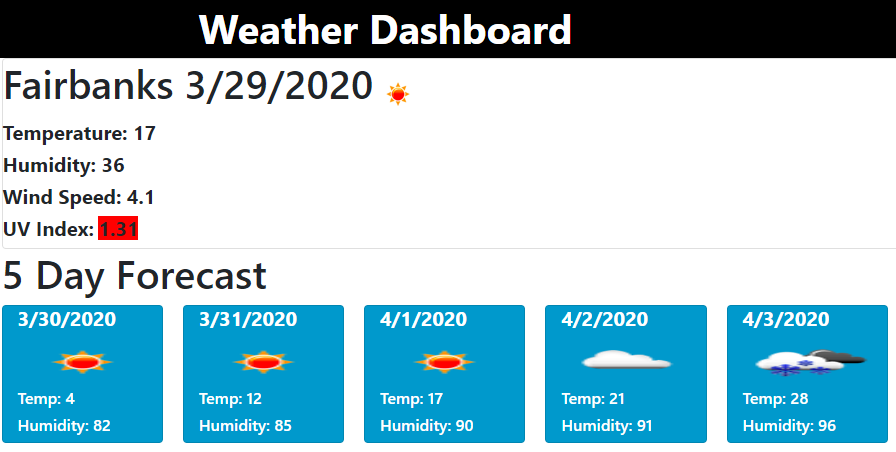 Weather Dashboard
Fairbanks 3/29/2020
Temperature: 17
Humidity: 36
Wind Speed: 4.1
UV Index: 1.31
5 Day Forecast
3/30/2020
Temp: 4
Humidity: 82
3/31/2020
Temp: 12
Humidity: 85
4/1/2020
Temp: 17
Humidity: 90
4/2/2020
Temp: 21
Humidity: 91
4/3/2020
Temp: 28
Humidity: 96